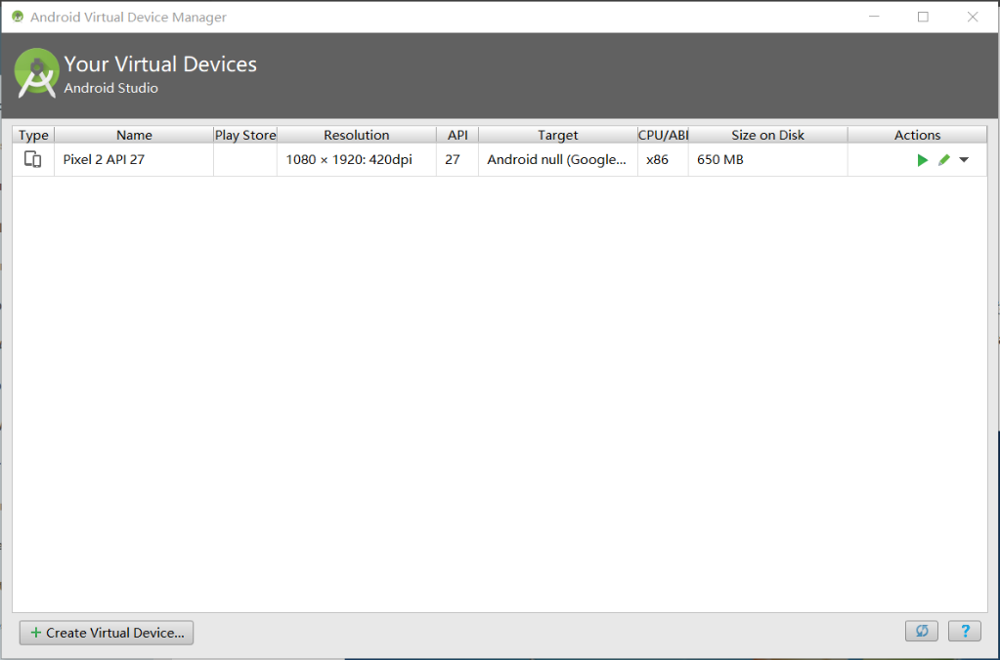 Android Virtual Device Manager
Your Virtual Devices
Android Studio
Type Name Play Store Resolution API Target CPU/ABI Size on Disk Actions
Pixel 2 API 27 1080 × 1920: 420dpi 27 Android null (Google... x86 650 MB
+ Create Virtual Device... ?